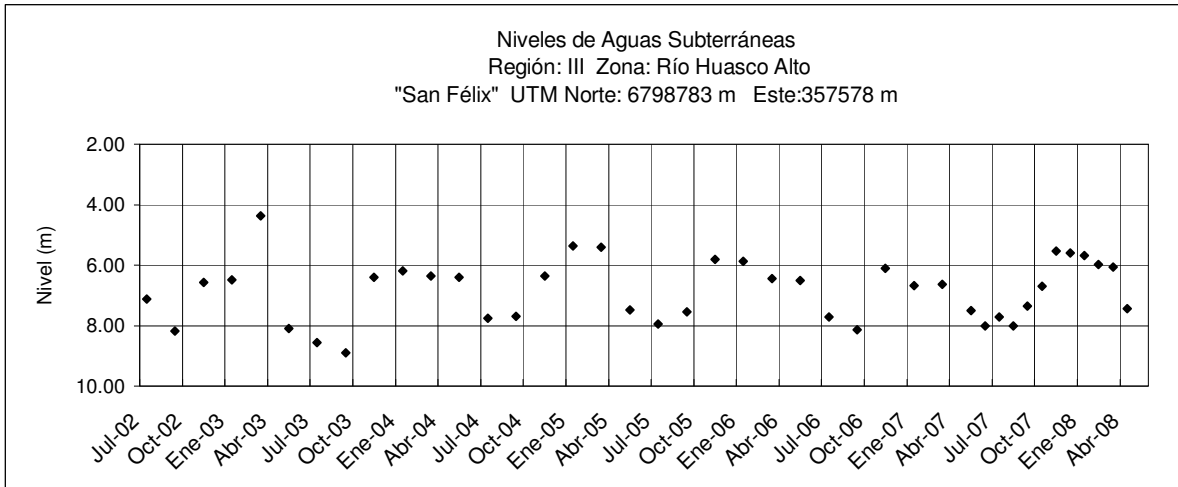 Niveles de Aguas Subterráneas
Región: III Zona: Río Huasco Alto
"San Félix" UTM Norte: 6798783 m Este:357578 m
Nivel (m)
2.00
4.00
6.00
8.00
10.00
Jul-02
Oct-02
Ene-03
Abr-03
Jul-03
Oct-03
Ene-04
Abr-04
Jul-04
Oct-04
Ene-05
Abr-05
Jul-05
Oct-05
Ene-06
Abr-06
Jul-06
Oct-06
Ene-07
Abr-07
Jul-07
Oct-07
Ene-08
Abr-08